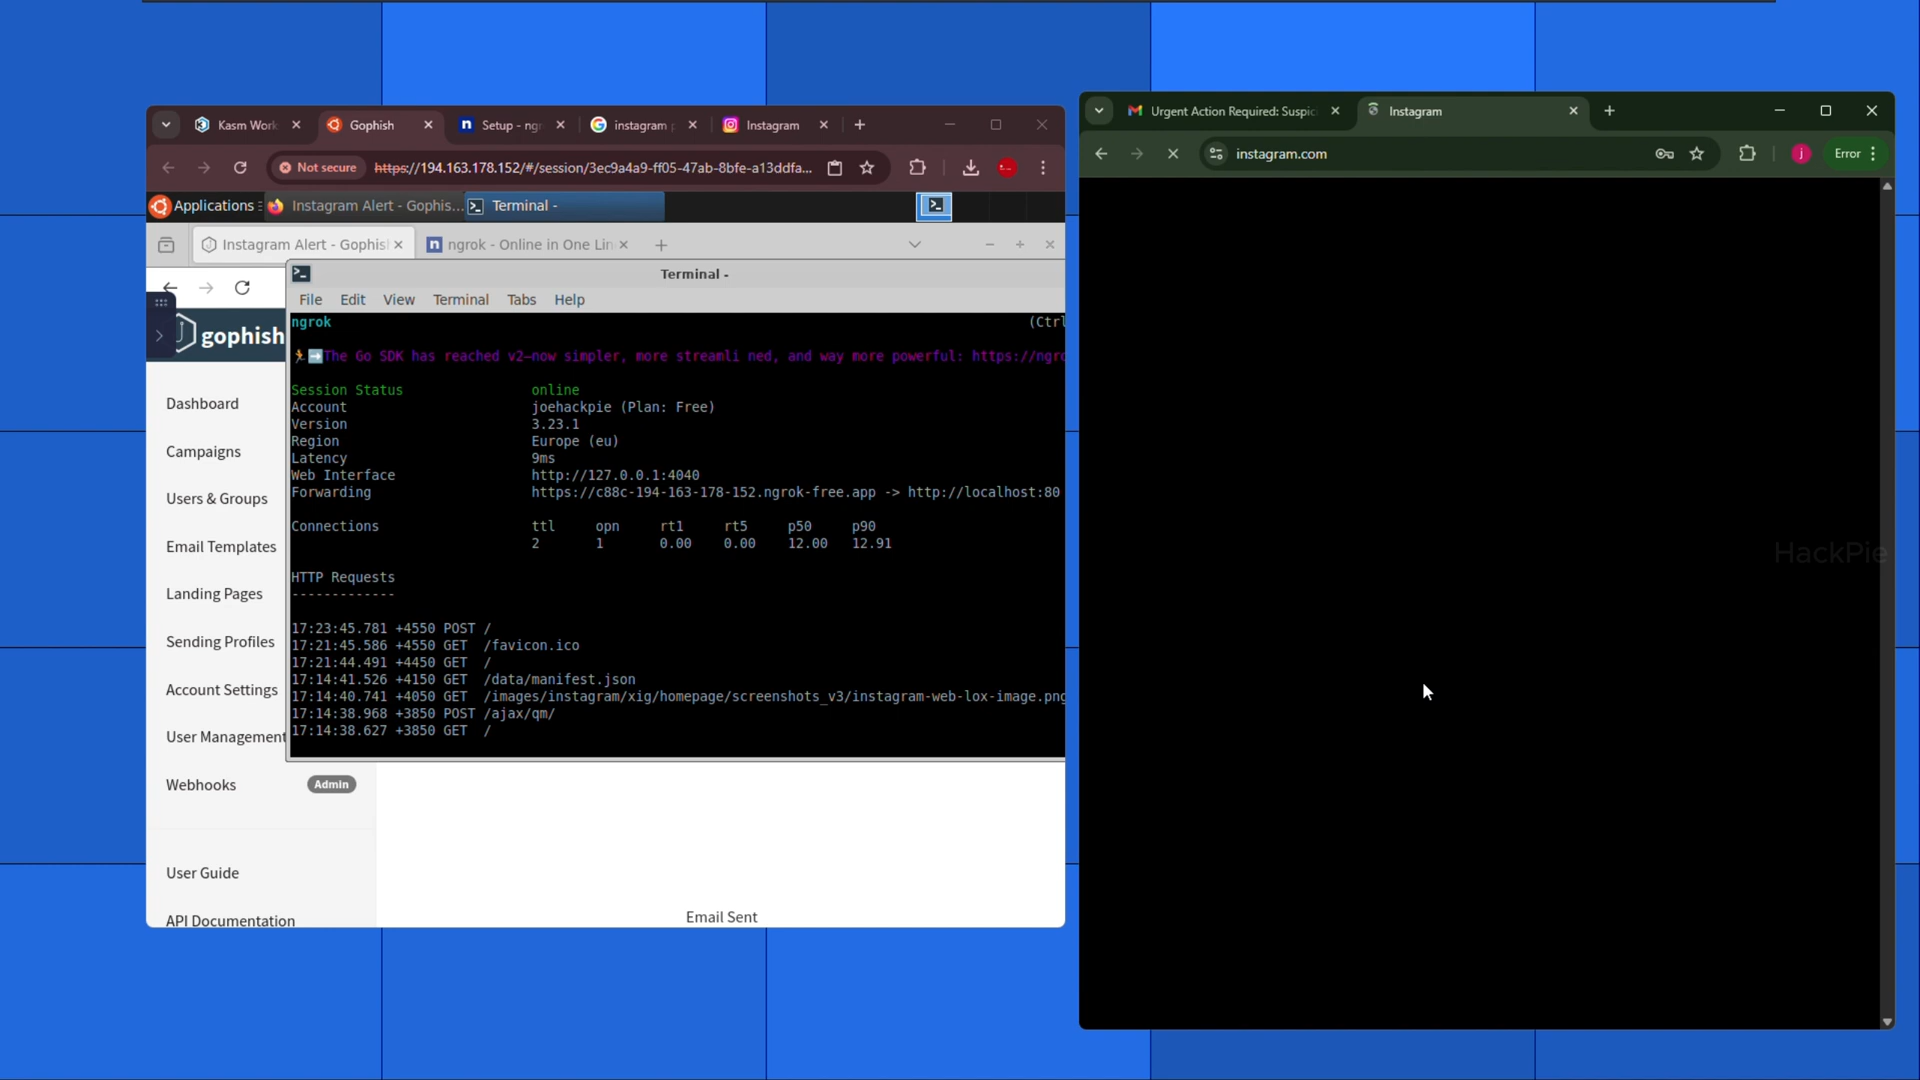 Kasm Work
Gophish
Setup - ngr
instagram p
Instagram
Not secure
https://194.163.178.152/#/session/3ec9a4a9-ff05-47ab-8bfe-a13ddfa...
Applications
Instagram Alert - Gophis...
Terminal -
Instagram Alert - Gophish
ngrok - Online in One Lin
Terminal -
File Edit View Terminal Tabs Help
gophish
Dashboard
Campaigns
Users & Groups
Email Templates
Landing Pages
Sending Profiles
Account Settings
User Management
Webhooks
Admin
User Guide
API Documentation
ngrok (Ctrl
The Go SDK has reached v2—now simpler, more streamli ned, and way more powerful: https://ngro
Session Status online
Account joehackpie (Plan: Free)
Version 3.23.1
Region Europe (eu)
Latency 9ms
Web Interface http://127.0.0.1:4040
Forwarding https://c88c-194-163-178-152.ngrok-free.app -> http://localhost:80
Connections ttl opn rt1 rt5 p50 p90
2 1 0.00 0.00 12.00 12.91
HTTP Requests
-------------
17:23:45.781 +4550 POST /
17:21:45.586 +4550 GET /favicon.ico
17:21:44.491 +4450 GET /
17:14:41.526 +4150 GET /data/manifest.json
17:14:40.741 +4050 GET /images/instagram/xig/homepage/screenshots_v3/instagram-web-lox-image.png
17:14:38.968 +3850 POST /ajax/qm/
17:14:38.627 +3850 GET /
Email Sent
Urgent Action Required: Suspic
Instagram
instagram.com
j
Error
HackPie